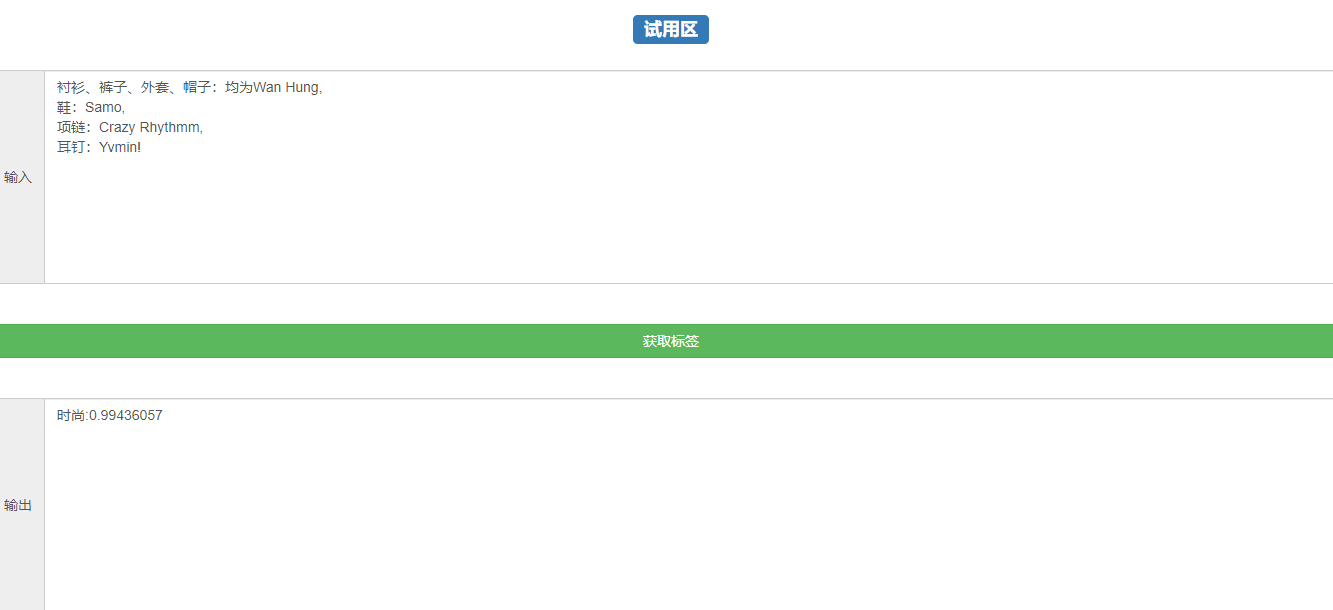 试用区
衬衫、裤子、外套、帽子：均为Wan Hung,
鞋：Samo,
项链：Crazy Rhythmm,
耳钉：Yvmin!
输入
获取标签
时尚:0.99436057
输出